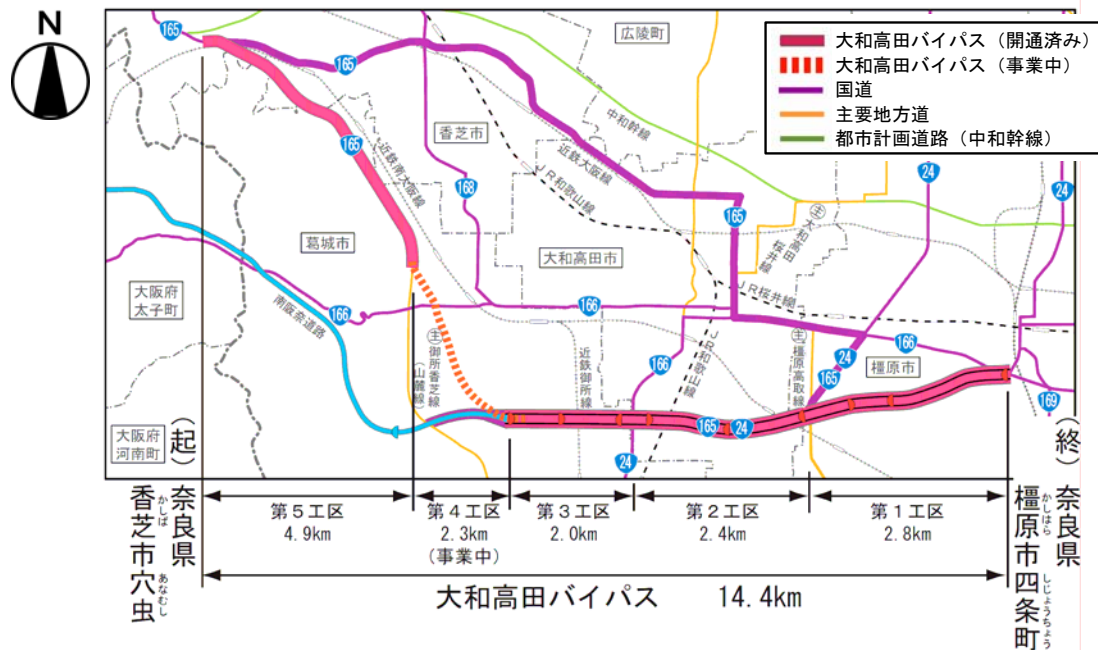 N
165
広陵町
大和高田バイパス（開通済み）
大和高田バイパス（事業中）
国道
主要地方道
都市計画道路（中和幹線）
165
中和幹線
香芝市
165
近鉄南大阪線
近鉄大阪線
JR和歌山線
168
24
24
165
主
大和高田桜井線
葛城市
大和高田市
大阪府
太子町
南阪奈道路
166
166
JR桜井線
主
御所香芝線
（山麓線）
近鉄御所線
166
JR和歌山線
主
橿原高取線
24
165
166
橿原市
169
165
24
24
大阪府
河南町
（起）
（終）
奈良県
香芝市穴虫
かしば
あなむし
奈良県
橿原市四条町
かしはら
しじょうちょう
第５工区
4.9km
第４工区
2.3km
（事業中）
第３工区
2.0km
第２工区
2.4km
第１工区
2.8km
大和高田バイパス 14.4km